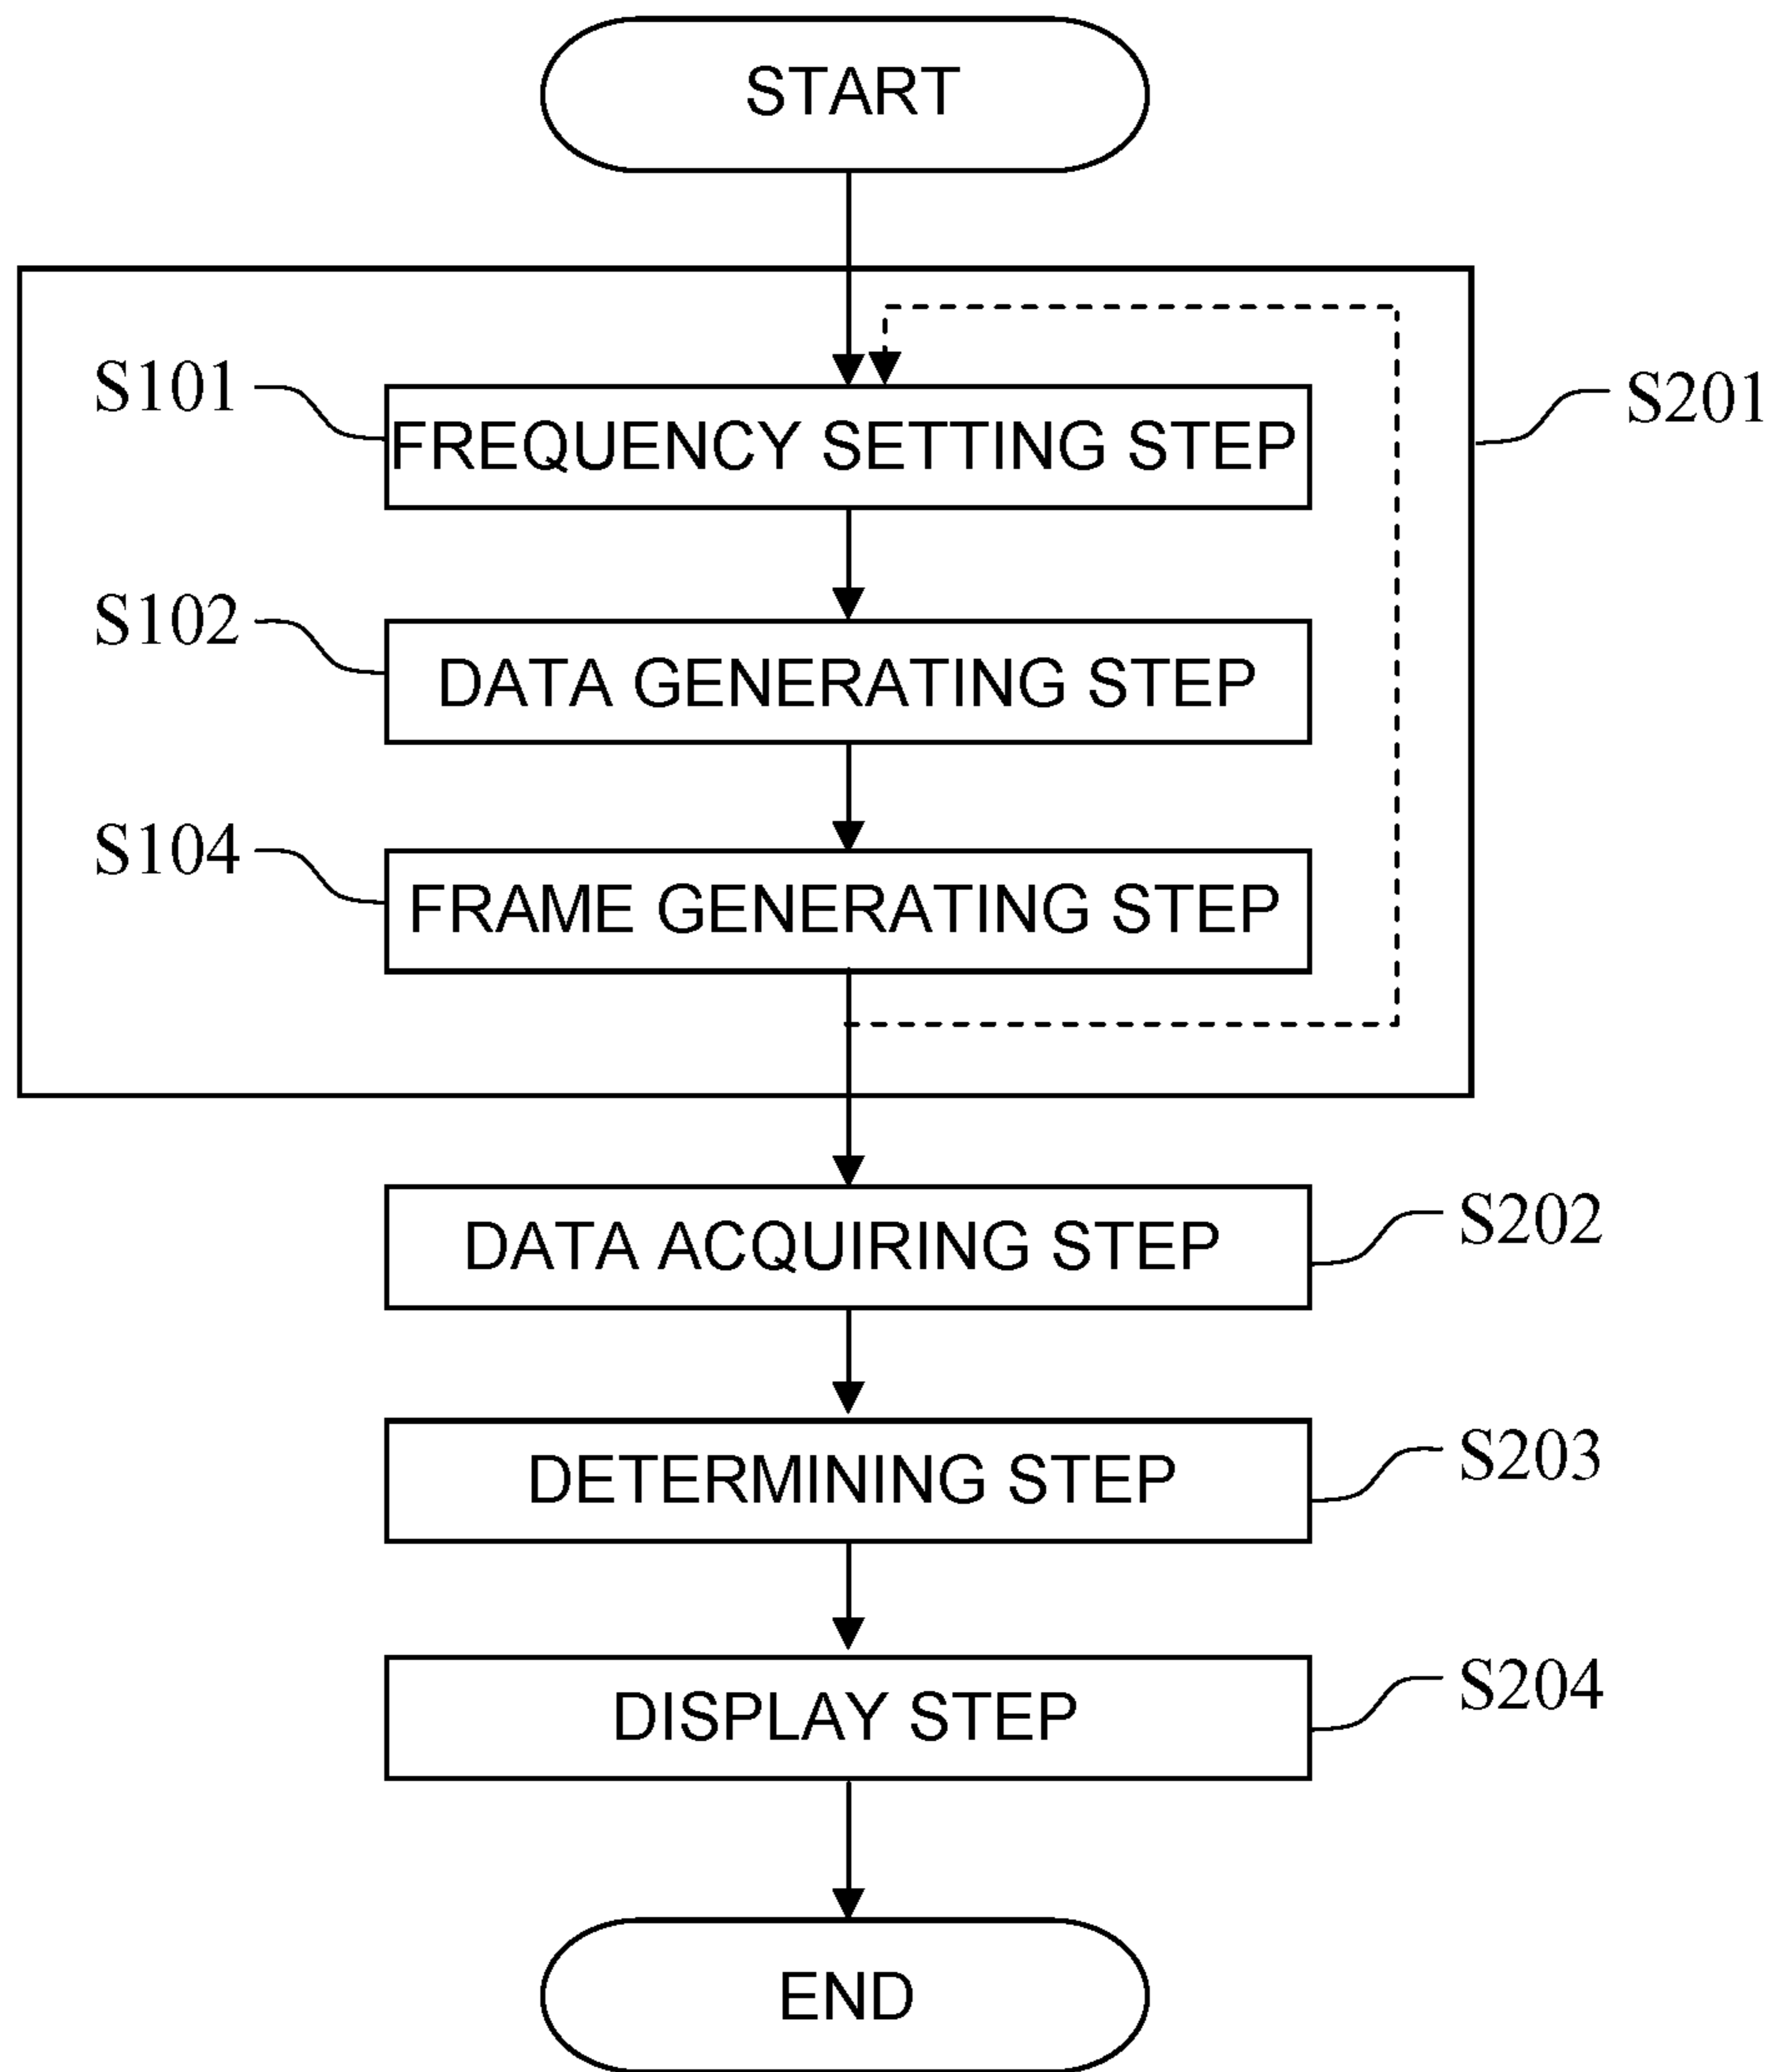 START
S101
FREQUENCY SETTING STEP
S201
S102
DATA GENERATING STEP
S104
FRAME GENERATING STEP
DATA ACQUIRING STEP
S202
DETERMINING STEP
S203
DISPLAY STEP
S204
END